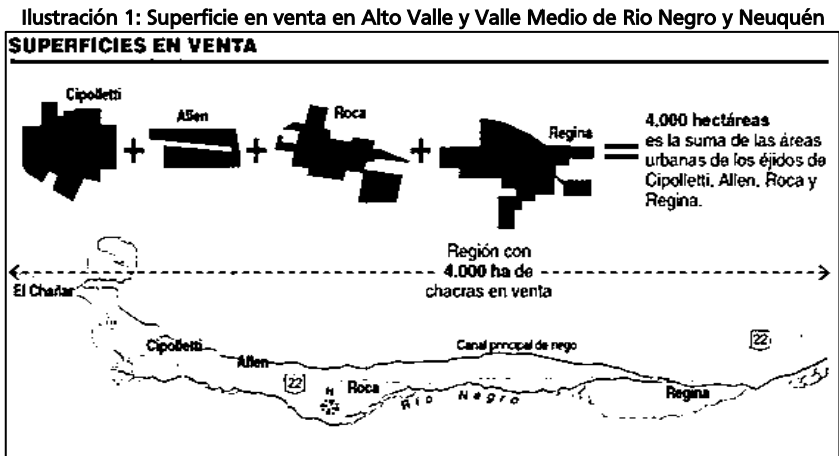 Ilustración 1: Superficie en venta en Alto Valle y Valle Medio de Rio Negro y Neuquén
SUPERFICIES EN VENTA
Cipolletti
Allen
Roca
Regina
4.000 hectáreas
es la suma de las áreas
urbanas de los éjidos de
Cipolletti, Allen, Roca y
Regina.
Región con
4.000 ha de
chacras en venta
El Chañar
Cipolletti
Allen
Canal principal de riego
22
22
N
Roca
Río Negro
Regina